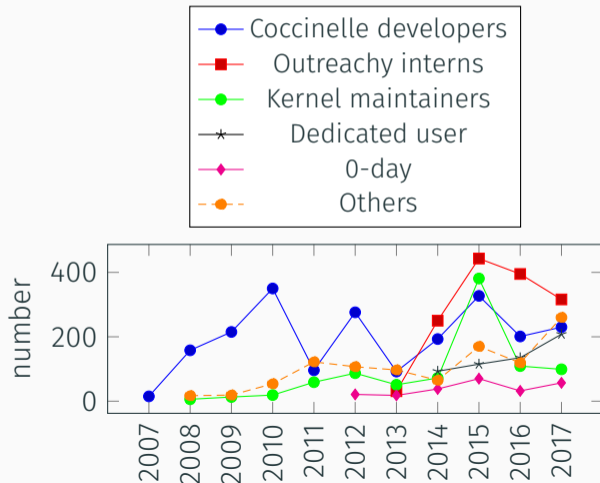 Coccinelle developers
Outreachy interns
Kernel maintainers
Dedicated user
0-day
Others
number
400
200
0
2007
2008
2009
2010
2011
2012
2013
2014
2015
2016
2017